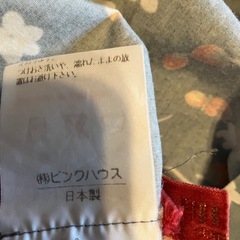 つけおき洗いや、濡れたままの放
置はお避け下さい。
㈱ピンクハウス
日本製